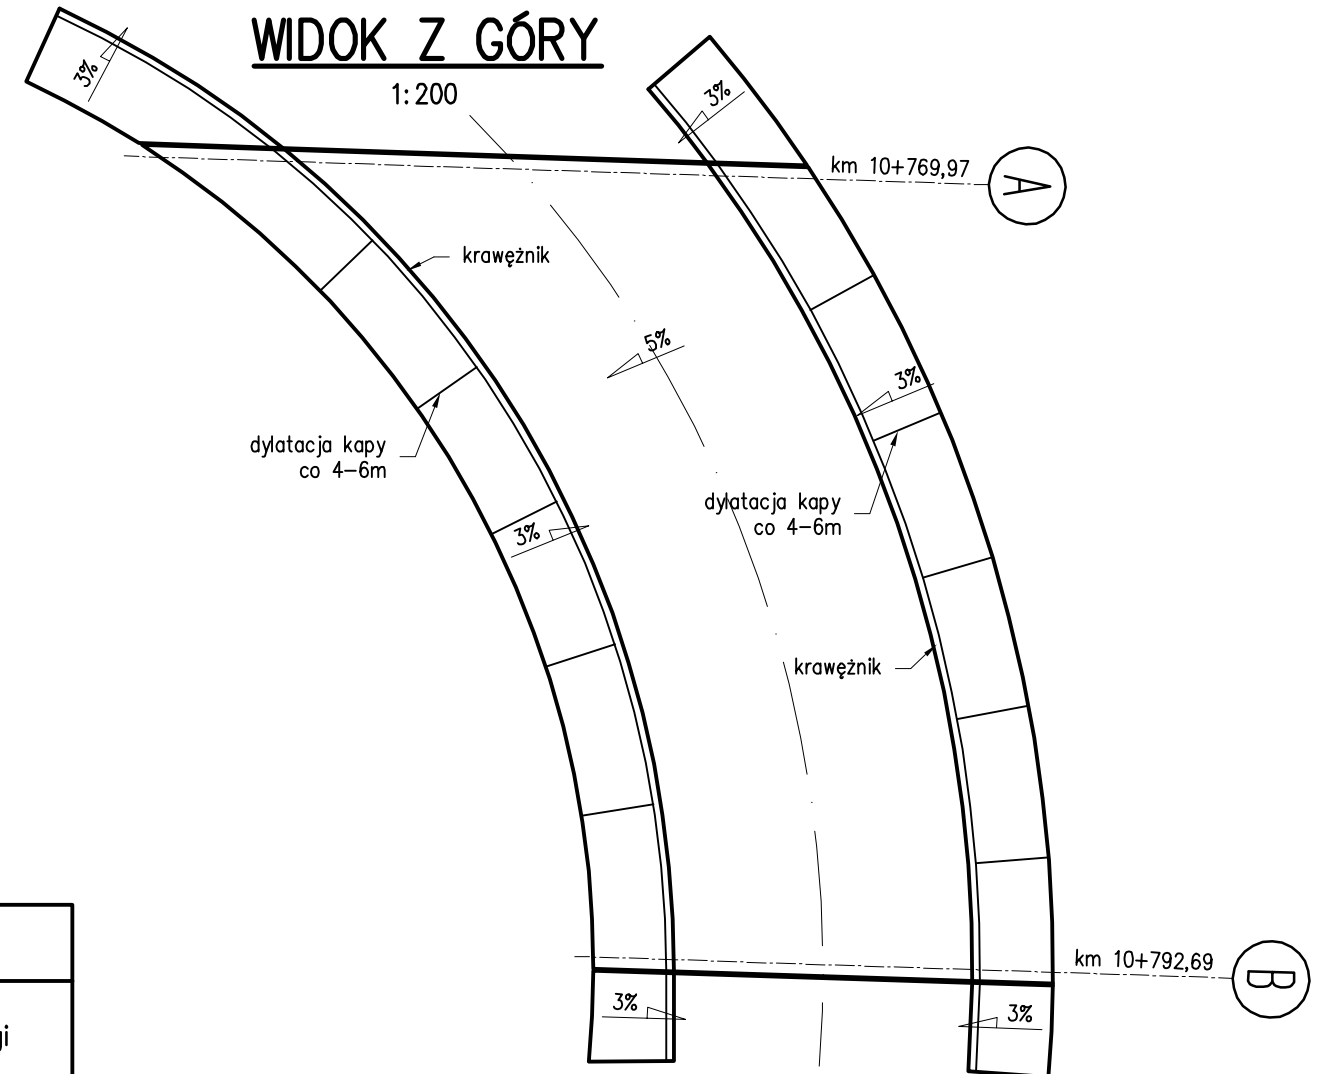 WIDOK Z GÓRY
1:200
3%
3%
km 10+769,97
A
krawężnik
5%
3%
dylatacja kapy
co 4-6m
dylatacja kapy
co 4-6m
3%
krawężnik
km 10+792,69
B
3%
3%